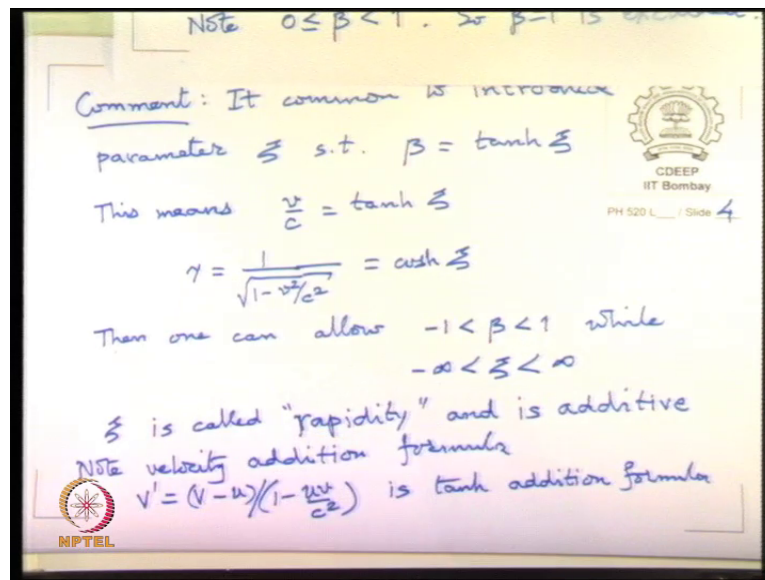 Note 0 ≤ β < 1. So β=1 is excluded.
Comment: It common to introduce
parameter ξ s.t. β = tanh ξ
CDEEP
IIT Bombay
This means v/c = tanh ξ
PH 520 L___ / Slide 4
γ = 1/√(1 - v²/c²) = cosh ξ
Then one can allow -1 < β < 1 while
-∞ < ξ < ∞
ξ is called "rapidity" and is additive
Note velocity addition formula
v' = (v - u)/(1 - uv/c²) is tanh addition formula
NPTEL